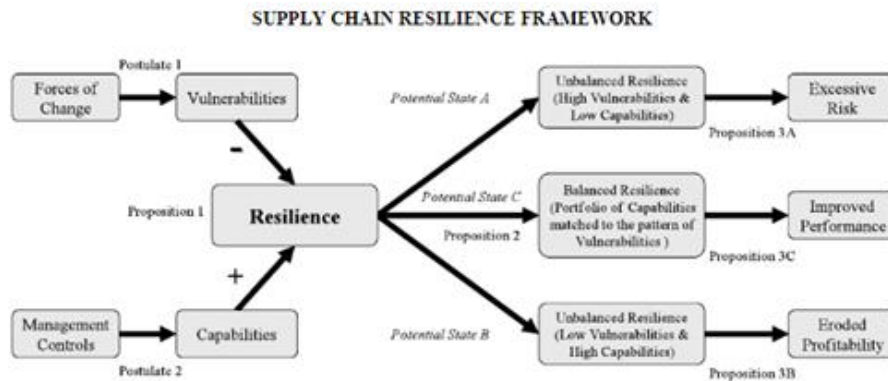 SUPPLY CHAIN RESILIENCE FRAMEWORK
Postulate 1
Forces of
Change
Vulnerabilities
-
Proposition 1
Resilience
+
Management
Controls
Capabilities
Postulate 2
Potential State A
Unbalanced Resilience
(High Vulnerabilities &
Low Capabilities)
Excessive
Risk
Proposition 3A
Potential State C
Proposition 2
Balanced Resilience
(Portfolio of Capabilities
matched to the pattern of
Vulnerabilities )
Improved
Performance
Proposition 3C
Potential State B
Unbalanced Resilience
(Low Vulnerabilities &
High Capabilities)
Eroded
Profitability
Proposition 3B